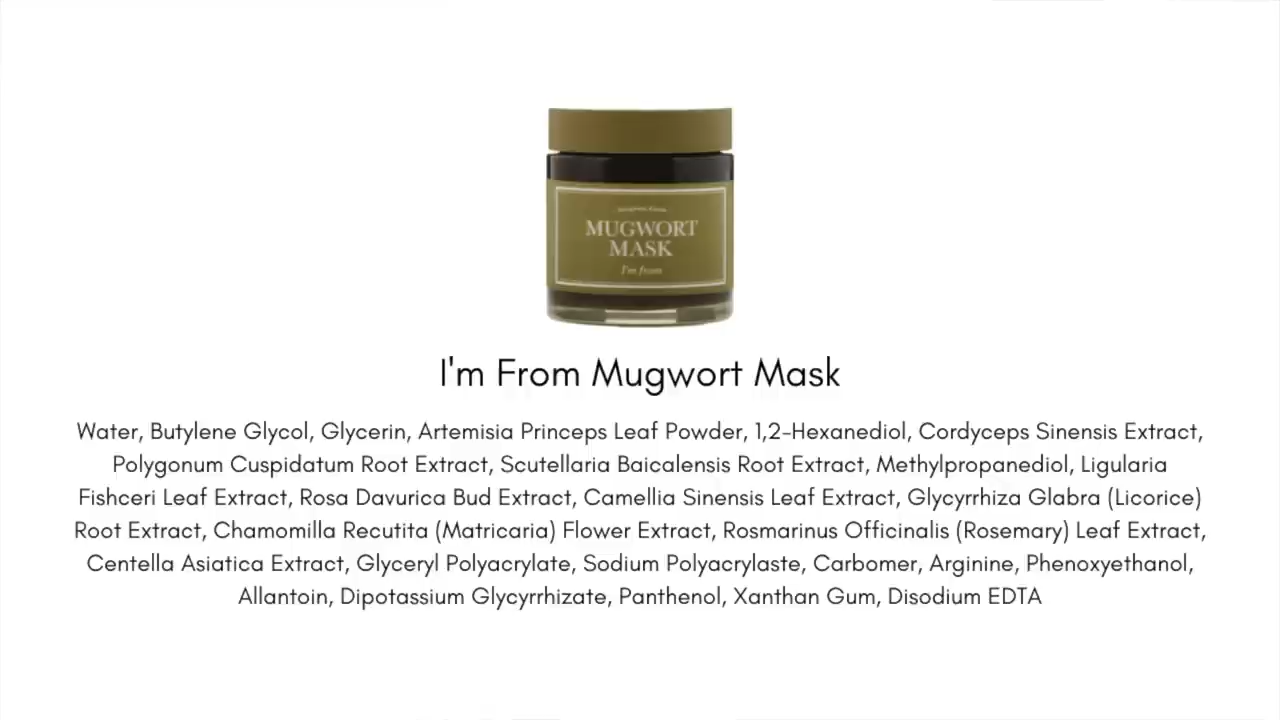 MUGWORT
MASK
I'm from
I'm From Mugwort Mask
Water, Butylene Glycol, Glycerin, Artemisia Princeps Leaf Powder, 1,2-Hexanediol, Cordyceps Sinensis Extract,
Polygonum Cuspidatum Root Extract, Scutellaria Baicalensis Root Extract, Methylpropanediol, Ligularia
Fishceri Leaf Extract, Rosa Davurica Bud Extract, Camellia Sinensis Leaf Extract, Glycyrrhiza Glabra (Licorice)
Root Extract, Chamomilla Recutita (Matricaria) Flower Extract, Rosmarinus Officinalis (Rosemary) Leaf Extract,
Centella Asiatica Extract, Glyceryl Polyacrylate, Sodium Polyacrylaste, Carbomer, Arginine, Phenoxyethanol,
Allantoin, Dipotassium Glycyrrhizate, Panthenol, Xanthan Gum, Disodium EDTA